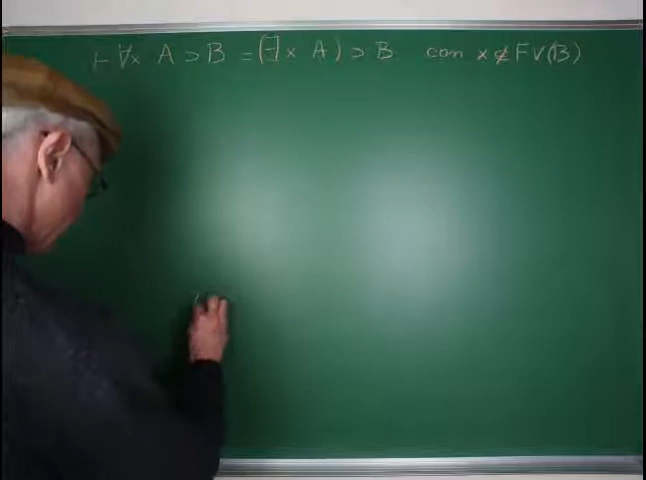 ⊢ ∀x A ⊃ B = (∃x A) ⊃ B con x ∉ FV(B)